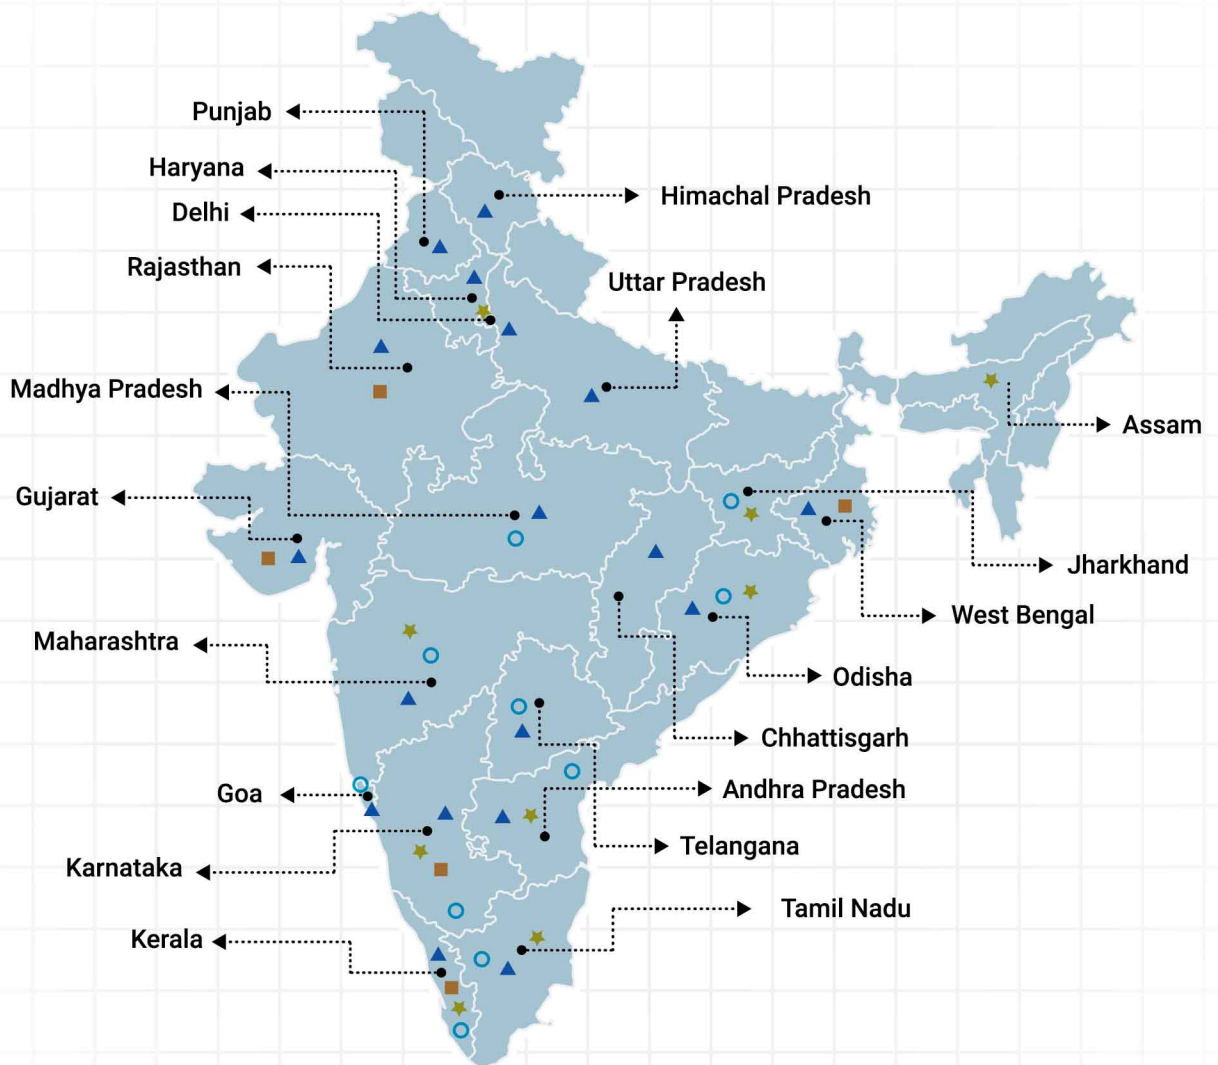 Punjab
Haryana
Himachal Pradesh
Delhi
Rajasthan
Uttar Pradesh
Madhya Pradesh
Assam
Gujarat
Jharkhand
West Bengal
Maharashtra
Odisha
Chhattisgarh
Goa
Andhra Pradesh
Telangana
Karnataka
Tamil Nadu
Kerala